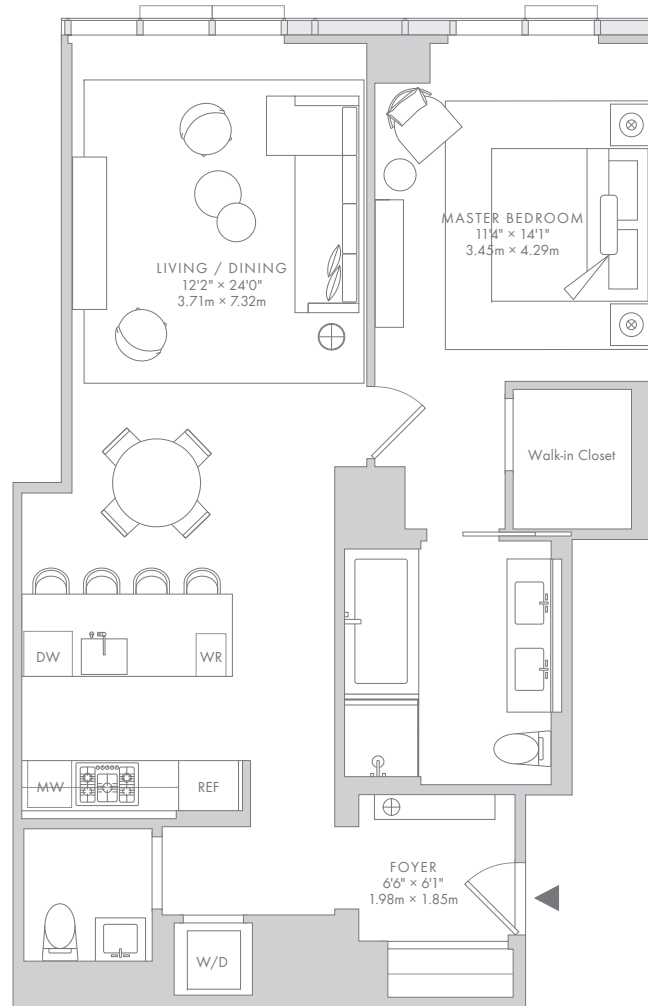 MASTER BEDROOM
11'4" × 14'1"
3.45m × 4.29m
LIVING / DINING
12'2" × 24'0"
3.71m × 7.32m
Walk-in Closet
DW
WR
MW
REF
FOYER
6'6" × 6'1"
1.98m × 1.85m
W/D